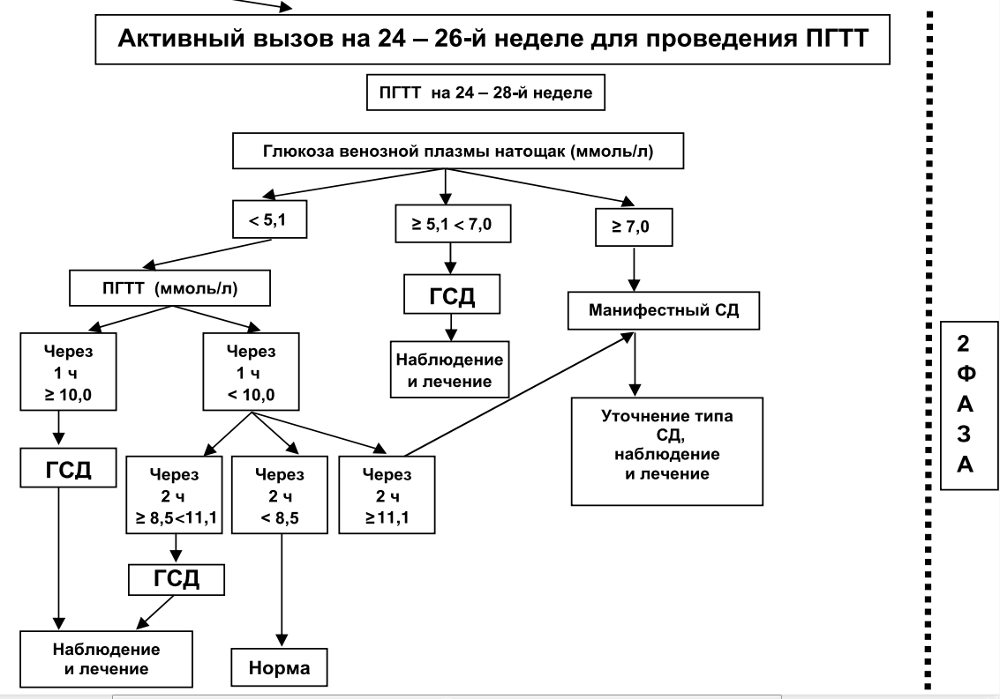 Активный вызов на 24 – 26-й неделе для проведения ПГТТ
ПГТТ на 24 – 28-й неделе
Глюкоза венозной плазмы натощак (ммоль/л)
< 5,1
≥ 5,1 < 7,0
≥ 7,0
ПГТТ (ммоль/л)
ГСД
Манифестный СД
Через
1 ч
≥ 10,0
Через
1 ч
< 10,0
Наблюдение
и лечение
Уточнение типа
СД,
наблюдение
и лечение
ГСД
Через
2 ч
≥ 8,5<11,1
Через
2 ч
< 8,5
Через
2 ч
≥11,1
ГСД
Наблюдение
и лечение
Норма
2
Ф
А
З
А